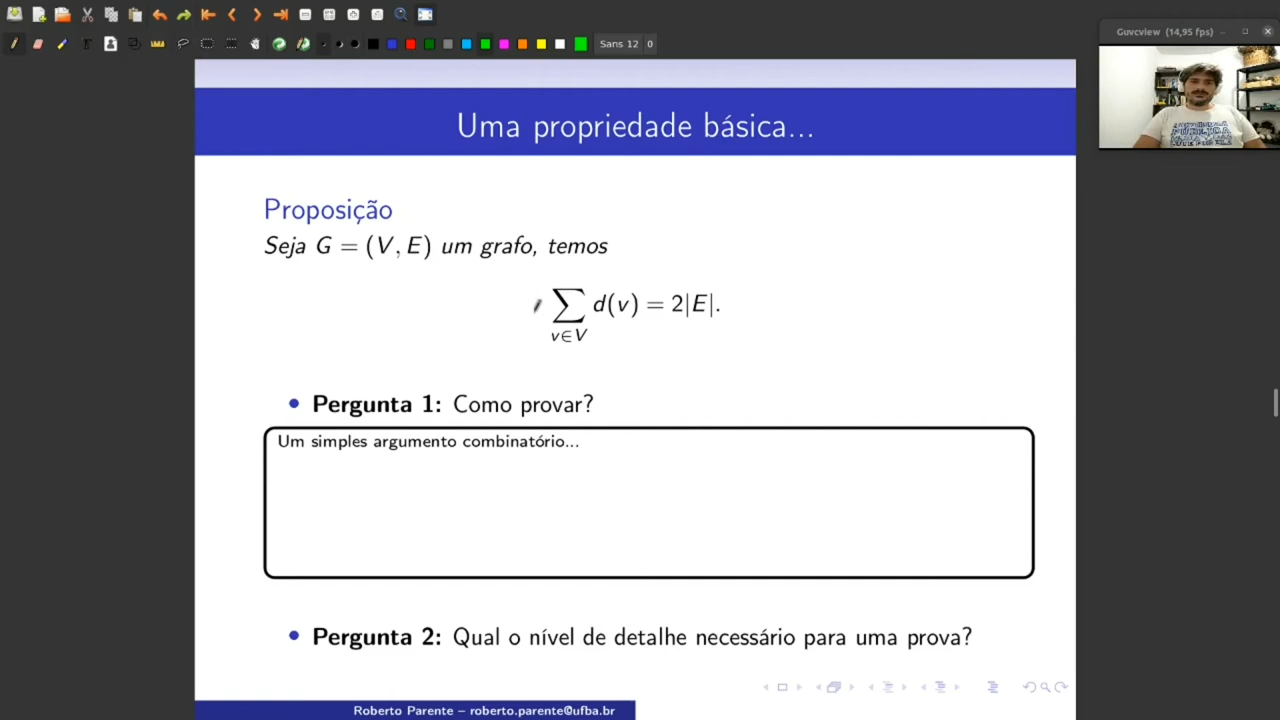 Sans 12 0
Guvcview (14,95 fps)
Uma propriedade básica...
Proposição
Seja G = (V, E) um grafo, temos
∑ d(v) = 2|E|.
v∈V
• Pergunta 1: Como provar?
Um simples argumento combinatório...
• Pergunta 2: Qual o nível de detalhe necessário para uma prova?
Roberto Parente – roberto.parente@ufba.br